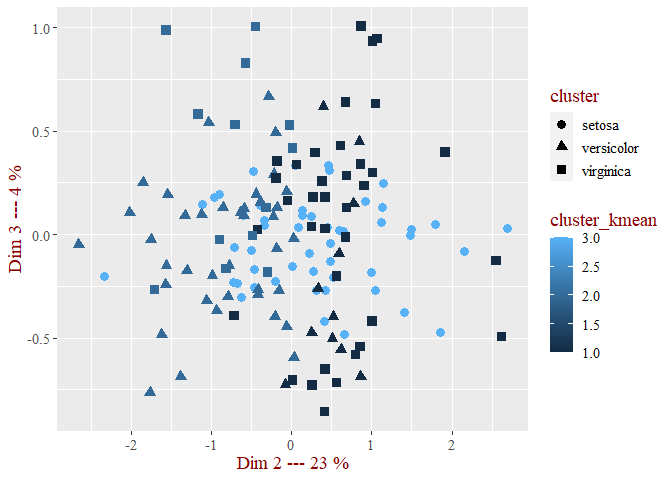 1.0
0.5
0.0
-0.5
Dim 3 --- 4 %
-2
-1
0
1
2
Dim 2 --- 23 %
cluster
setosa
versicolor
virginica
cluster_kmean
3.0
2.5
2.0
1.5
1.0